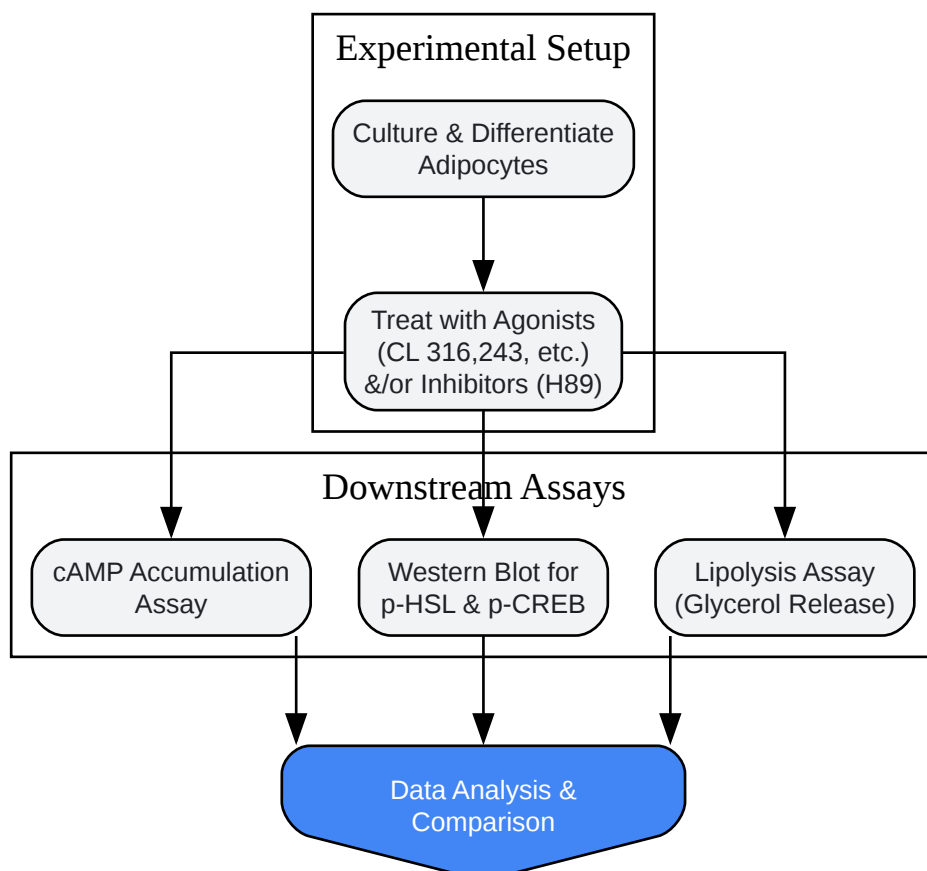 Experimental Setup
Culture & Differentiate
Adipocytes
Treat with Agonists
(CL 316,243, etc.)
&/or Inhibitors (H89)
Downstream Assays
cAMP Accumulation
Assay
Western Blot for
p-HSL & p-CREB
Lipolysis Assay
(Glycerol Release)
Data Analysis &
Comparison